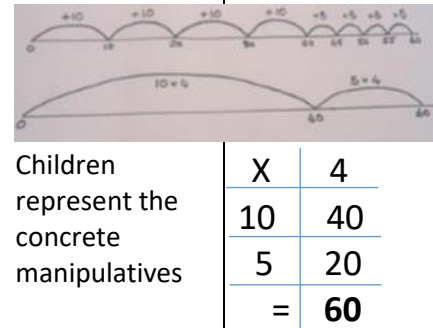 +10 +10 +10 +10 +5 +5 +5 +5
0 10 20 30 40 45 50 55 60
10 x 4 5 x 4
0 40 60
Children
represent the
concrete
manipulatives
X 4
10 40
5 20
= 60